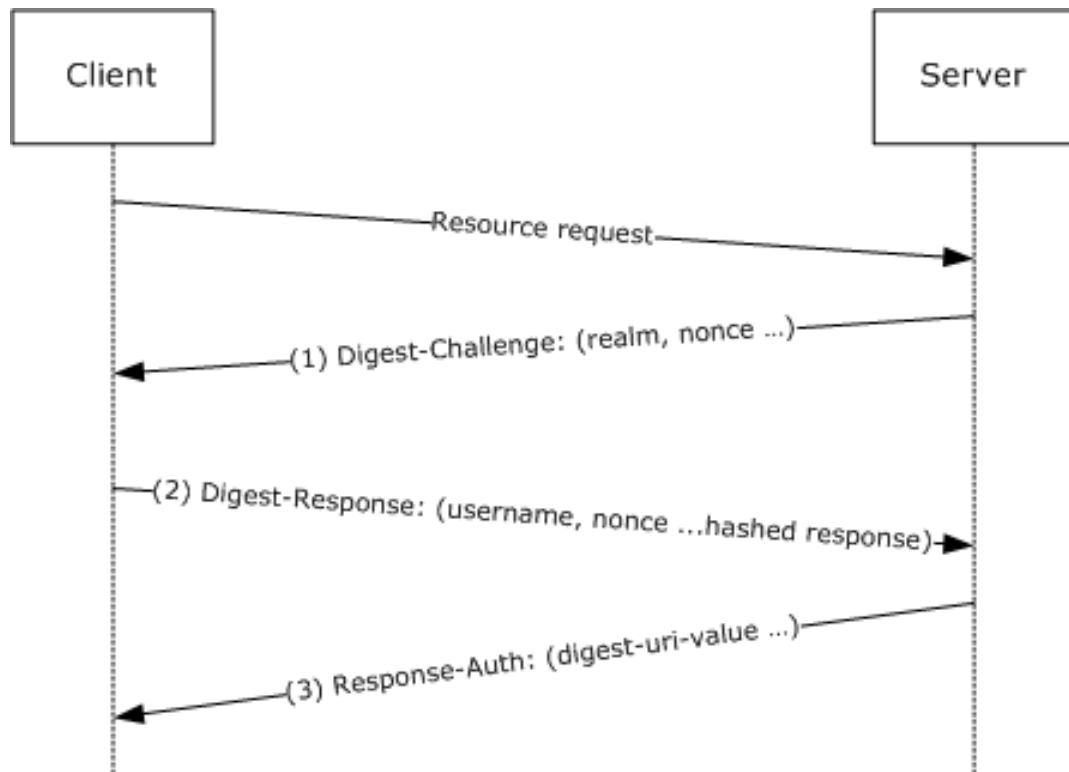 Client
Server
Resource request
(1) Digest-Challenge: (realm, nonce ...)
(2) Digest-Response: (username, nonce ...hashed response)
(3) Response-Auth: (digest-uri-value ...)